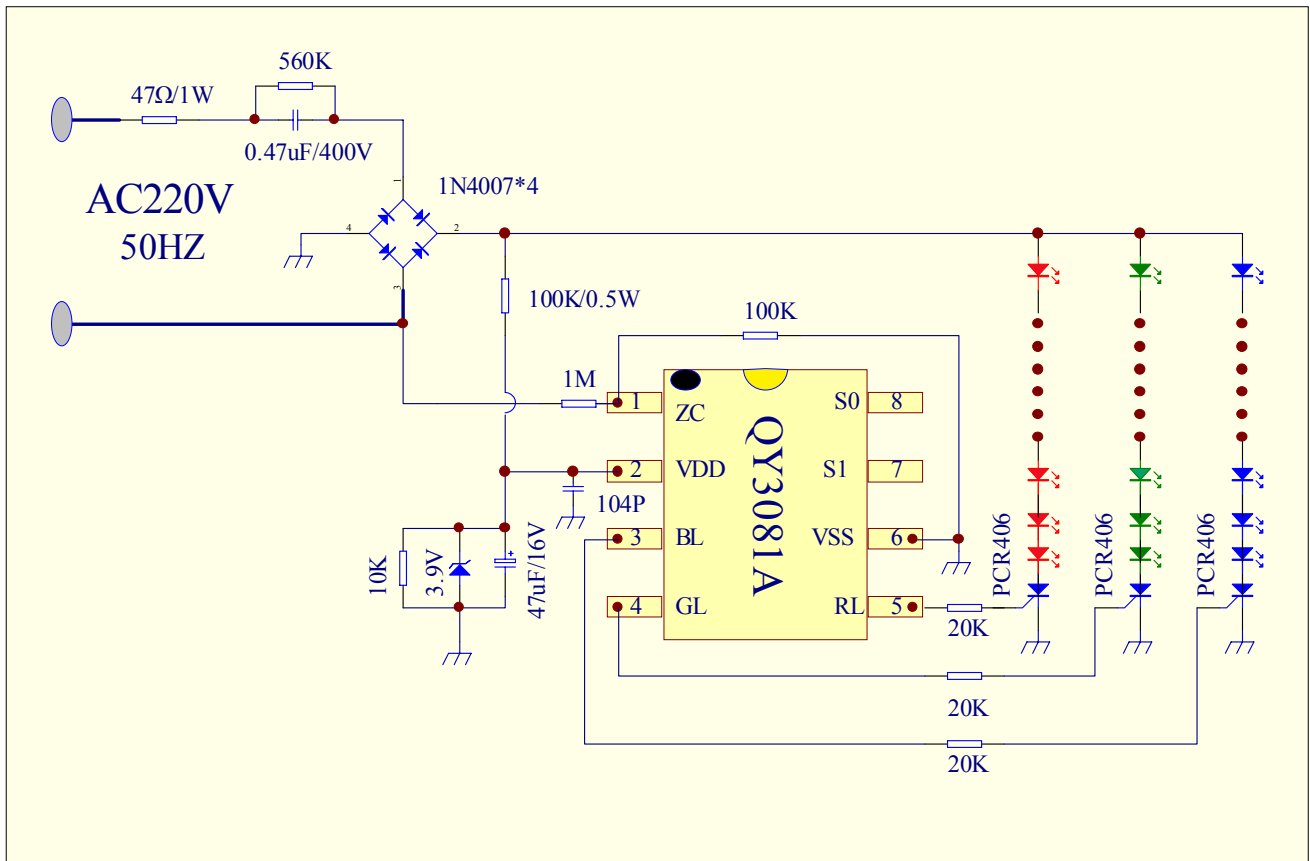 560K
47Ω/1W
0.47uF/400V
AC220V
50HZ
1N4007*4
1
4
2
3
100K/0.5W
100K
1M
1
ZC
S0
8
2
VDD
S1
7
104P
3
BL
VSS
6
4
GL
RL
5
QY3081A
10K
3.9V
47uF/16V
+
PCR406
PCR406
PCR406
20K
20K
20K